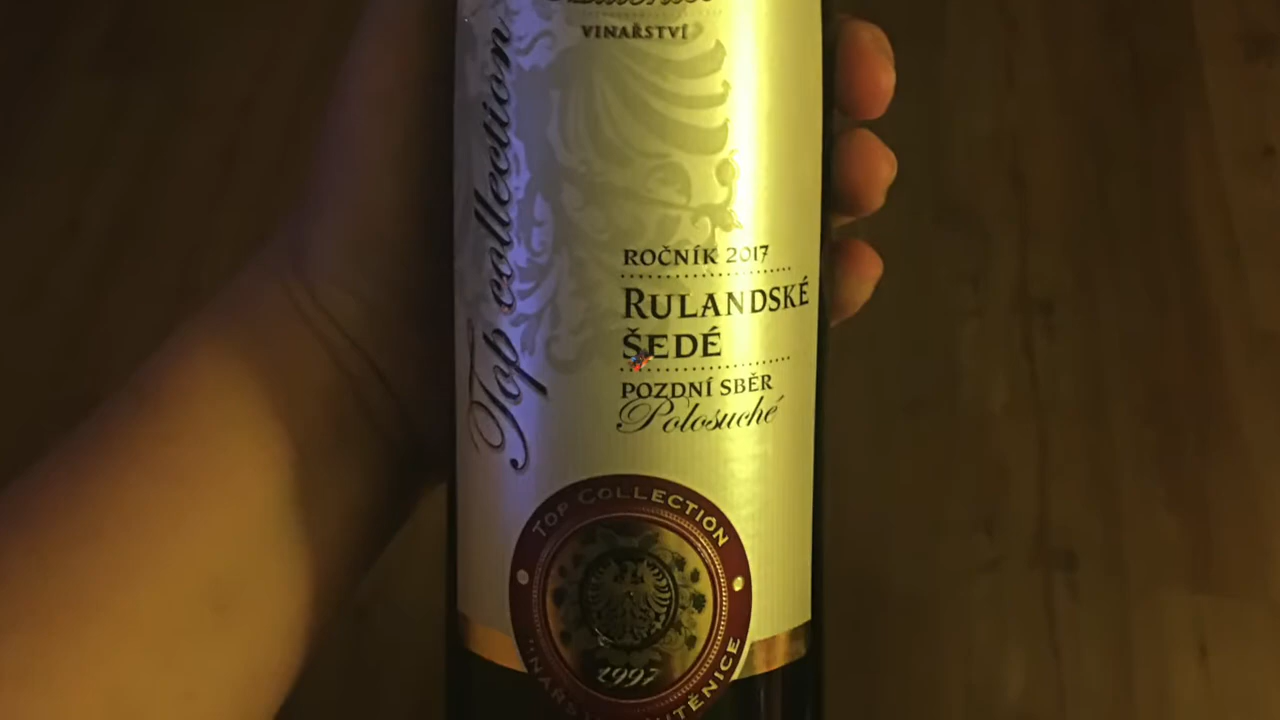 VINAŘSTVÍ
Top collection
ROČNÍK 2017
RULANDSKÉ
ŠEDÉ
POZDNÍ SBĚR
Polosuché
TOP COLLECTION
1997